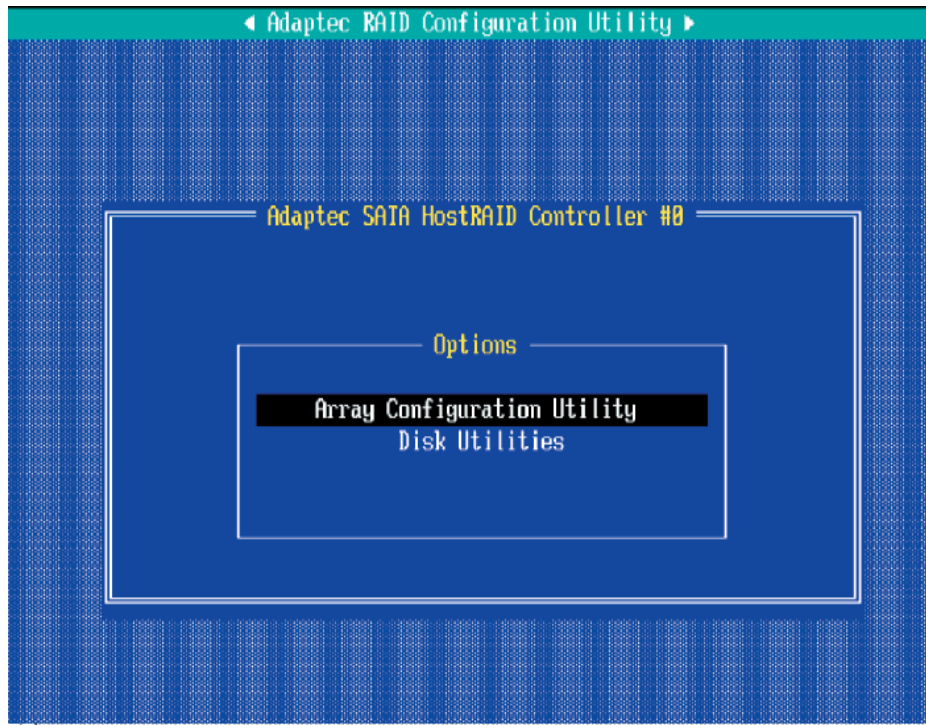 Adaptec RAID Configuration Utility
Adaptec SATA HostRAID Controller #0
Options
Array Configuration Utility
Disk Utilities